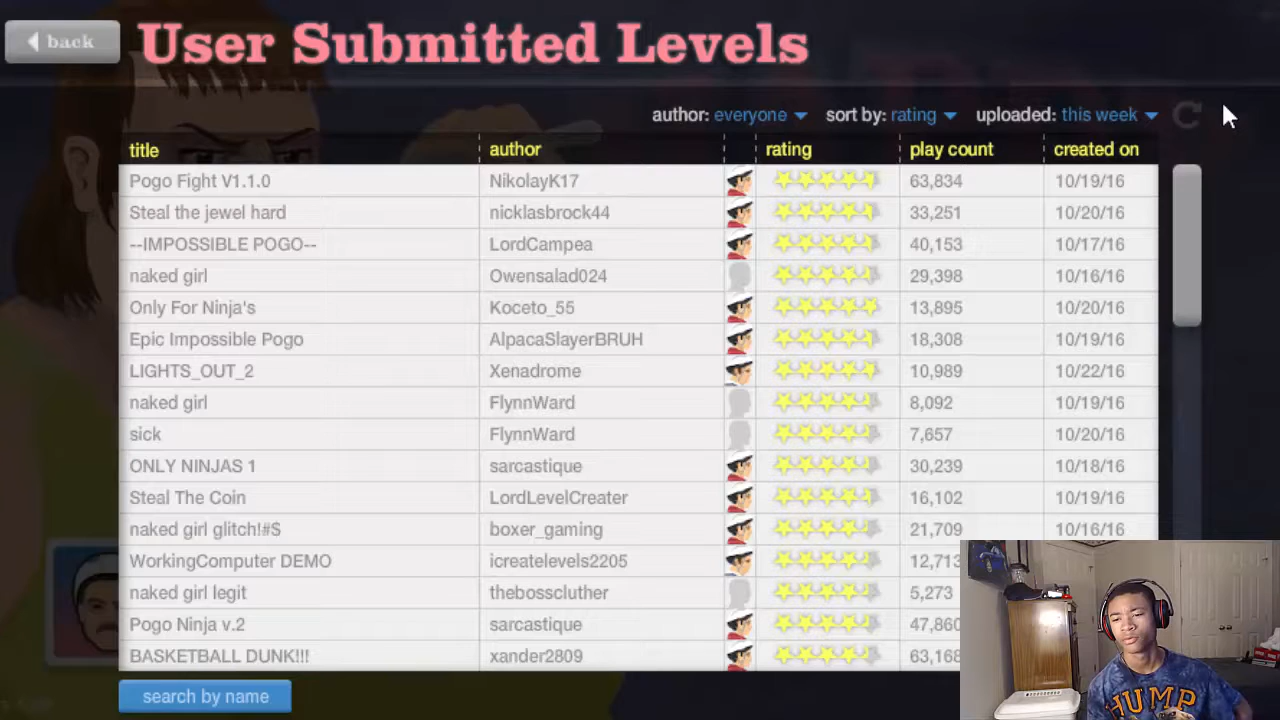 back
User Submitted Levels
author: everyone sort by: rating uploaded: this week
title author rating play count created on
Pogo Fight V1.1.0 NikolayK17 63,834 10/19/16
Steal the jewel hard nicklasbrock44 33,251 10/20/16
--IMPOSSIBLE POGO-- LordCampea 40,153 10/17/16
naked girl Owensalad024 29,398 10/16/16
Only For Ninja's Koceto_55 13,895 10/20/16
Epic Impossible Pogo AlpacaSlayerBRUH 18,308 10/19/16
LIGHTS_OUT_2 Xenadrome 10,989 10/22/16
naked girl FlynnWard 8,092 10/19/16
sick FlynnWard 7,657 10/20/16
ONLY NINJAS 1 sarcastique 30,239 10/18/16
Steal The Coin LordLevelCreater 16,102 10/19/16
naked girl glitch!#$ boxer_gaming 21,709 10/16/16
WorkingComputer DEMO icreatelevels2205 12,713
naked girl legit thebosscluther 5,273
Pogo Ninja v.2 sarcastique 47,860
BASKETBALL DUNK!!! xander2809 63,168
search by name
HUMP